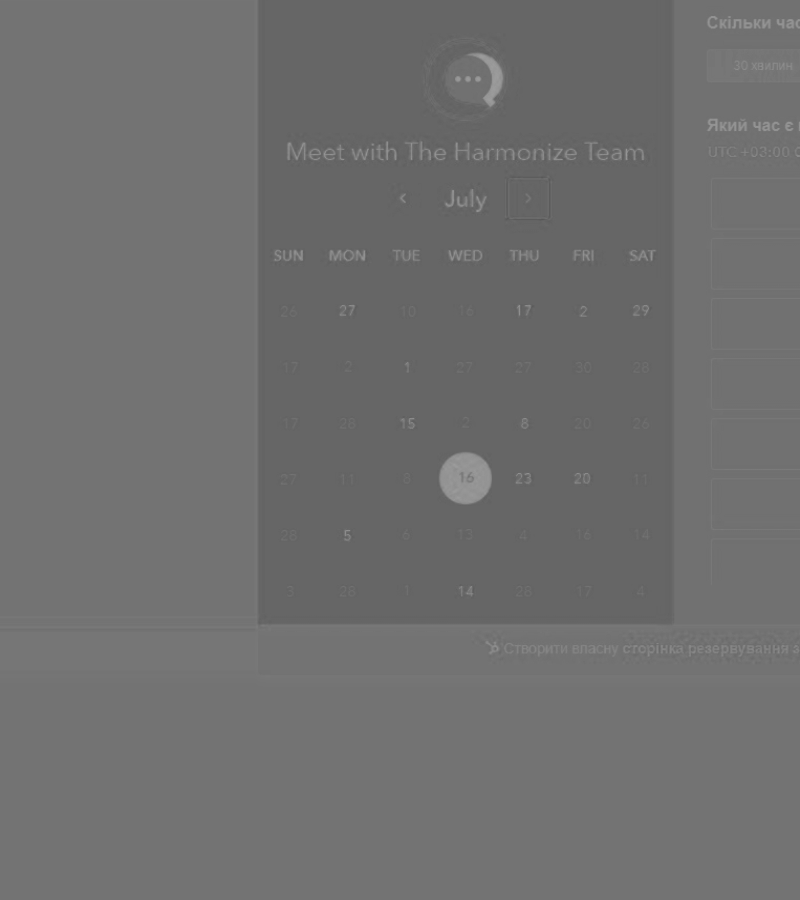 Meet with The Harmonize Team
July
SUN MON TUE WED THU FRI SAT
26 27 10 16 17 2 29
17 2 1 27 27 30 28
17 25 15 2 8 20 26
27 11 8 16 23 20 11
28 5 6 13 4 16 14
3 25 1 14 25 17 4
Скільки час
30 хвилин
Який час є
UTC +03:00
Створити власну сторінка резервування з